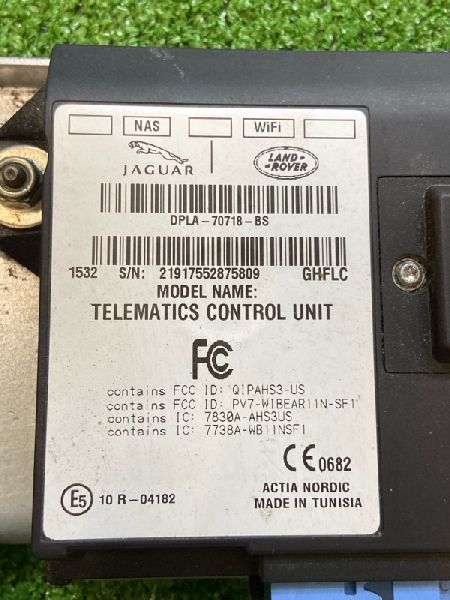 NAS WiFi
JAGUAR LAND-ROVER
DPLA-70718-BS
1532 S/N: 21917552875809 GHFLC
MODEL NAME:
TELEMATICS CONTROL UNIT
FC
contains FCC ID: QIPAHS3-US
contains FCC ID: PV7-WIBEAR11N-SF1
contains IC: 7830A-AHS3US
contains IC: 7738A-WB11NSF1
CE 0682
E5 10 R-04182
ACTIA NORDIC
MADE IN TUNISIA